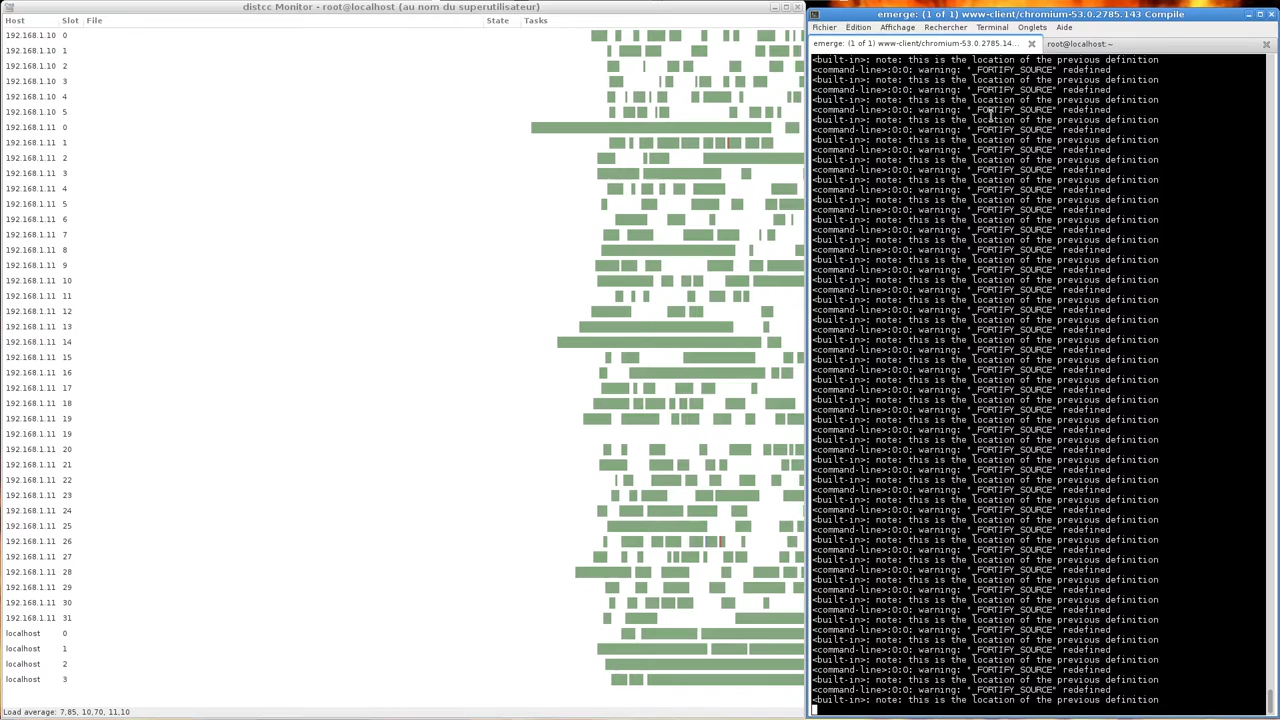 distcc Monitor - root@localhost (au nom du superutilisateur)
Host Slot File State Tasks
192.168.1.10 0
192.168.1.10 1
192.168.1.10 2
192.168.1.10 3
192.168.1.10 4
192.168.1.10 5
192.168.1.11 0
192.168.1.11 1
192.168.1.11 2
192.168.1.11 3
192.168.1.11 4
192.168.1.11 5
192.168.1.11 6
192.168.1.11 7
192.168.1.11 8
192.168.1.11 9
192.168.1.11 10
192.168.1.11 11
192.168.1.11 12
192.168.1.11 13
192.168.1.11 14
192.168.1.11 15
192.168.1.11 16
192.168.1.11 17
192.168.1.11 18
192.168.1.11 19
192.168.1.11 19
192.168.1.11 20
192.168.1.11 21
192.168.1.11 22
192.168.1.11 23
192.168.1.11 24
192.168.1.11 25
192.168.1.11 26
192.168.1.11 27
192.168.1.11 28
192.168.1.11 29
192.168.1.11 30
192.168.1.11 31
localhost 0
localhost 1
localhost 2
localhost 3
Load average: 7,85, 10,70, 11,10
emerge: (1 of 1) www-client/chromium-53.0.2785.143 Compile
Fichier Edition Affichage Rechercher Terminal Onglets Aide
emerge: (1 of 1) www-client/chromium-53.0.2785.14... root@localhost:~
<built-in>: note: this is the location of the previous definition
<command-line>:0:0: warning: "_FORTIFY_SOURCE" redefined
<built-in>: note: this is the location of the previous definition
<command-line>:0:0: warning: "_FORTIFY_SOURCE" redefined
<built-in>: note: this is the location of the previous definition
<command-line>:0:0: warning: "_FORTIFY_SOURCE" redefined
<built-in>: note: this is the location of the previous definition
<command-line>:0:0: warning: "_FORTIFY_SOURCE" redefined
<built-in>: note: this is the location of the previous definition
<command-line>:0:0: warning: "_FORTIFY_SOURCE" redefined
<built-in>: note: this is the location of the previous definition
<command-line>:0:0: warning: "_FORTIFY_SOURCE" redefined
<built-in>: note: this is the location of the previous definition
<command-line>:0:0: warning: "_FORTIFY_SOURCE" redefined
<built-in>: note: this is the location of the previous definition
<command-line>:0:0: warning: "_FORTIFY_SOURCE" redefined
<built-in>: note: this is the location of the previous definition
<command-line>:0:0: warning: "_FORTIFY_SOURCE" redefined
<built-in>: note: this is the location of the previous definition
<command-line>:0:0: warning: "_FORTIFY_SOURCE" redefined
<built-in>: note: this is the location of the previous definition
<command-line>:0:0: warning: "_FORTIFY_SOURCE" redefined
<built-in>: note: this is the location of the previous definition
<command-line>:0:0: warning: "_FORTIFY_SOURCE" redefined
<built-in>: note: this is the location of the previous definition
<command-line>:0:0: warning: "_FORTIFY_SOURCE" redefined
<built-in>: note: this is the location of the previous definition
<command-line>:0:0: warning: "_FORTIFY_SOURCE" redefined
<built-in>: note: this is the location of the previous definition
<command-line>:0:0: warning: "_FORTIFY_SOURCE" redefined
<built-in>: note: this is the location of the previous definition
<command-line>:0:0: warning: "_FORTIFY_SOURCE" redefined
<built-in>: note: this is the location of the previous definition
<command-line>:0:0: warning: "_FORTIFY_SOURCE" redefined
<built-in>: note: this is the location of the previous definition
<command-line>:0:0: warning: "_FORTIFY_SOURCE" redefined
<built-in>: note: this is the location of the previous definition
<command-line>:0:0: warning: "_FORTIFY_SOURCE" redefined
<built-in>: note: this is the location of the previous definition
<command-line>:0:0: warning: "_FORTIFY_SOURCE" redefined
<built-in>: note: this is the location of the previous definition
<command-line>:0:0: warning: "_FORTIFY_SOURCE" redefined
<built-in>: note: this is the location of the previous definition
<command-line>:0:0: warning: "_FORTIFY_SOURCE" redefined
<built-in>: note: this is the location of the previous definition
<command-line>:0:0: warning: "_FORTIFY_SOURCE" redefined
<built-in>: note: this is the location of the previous definition
<command-line>:0:0: warning: "_FORTIFY_SOURCE" redefined
<built-in>: note: this is the location of the previous definition
<command-line>:0:0: warning: "_FORTIFY_SOURCE" redefined
<built-in>: note: this is the location of the previous definition
<command-line>:0:0: warning: "_FORTIFY_SOURCE" redefined
<built-in>: note: this is the location of the previous definition
<command-line>:0:0: warning: "_FORTIFY_SOURCE" redefined
<built-in>: note: this is the location of the previous definition
<command-line>:0:0: warning: "_FORTIFY_SOURCE" redefined
<built-in>: note: this is the location of the previous definition
<command-line>:0:0: warning: "_FORTIFY_SOURCE" redefined
<built-in>: note: this is the location of the previous definition
<command-line>:0:0: warning: "_FORTIFY_SOURCE" redefined
<built-in>: note: this is the location of the previous definition
<command-line>:0:0: warning: "_FORTIFY_SOURCE" redefined
<built-in>: note: this is the location of the previous definition
<command-line>:0:0: warning: "_FORTIFY_SOURCE" redefined
<built-in>: note: this is the location of the previous definition